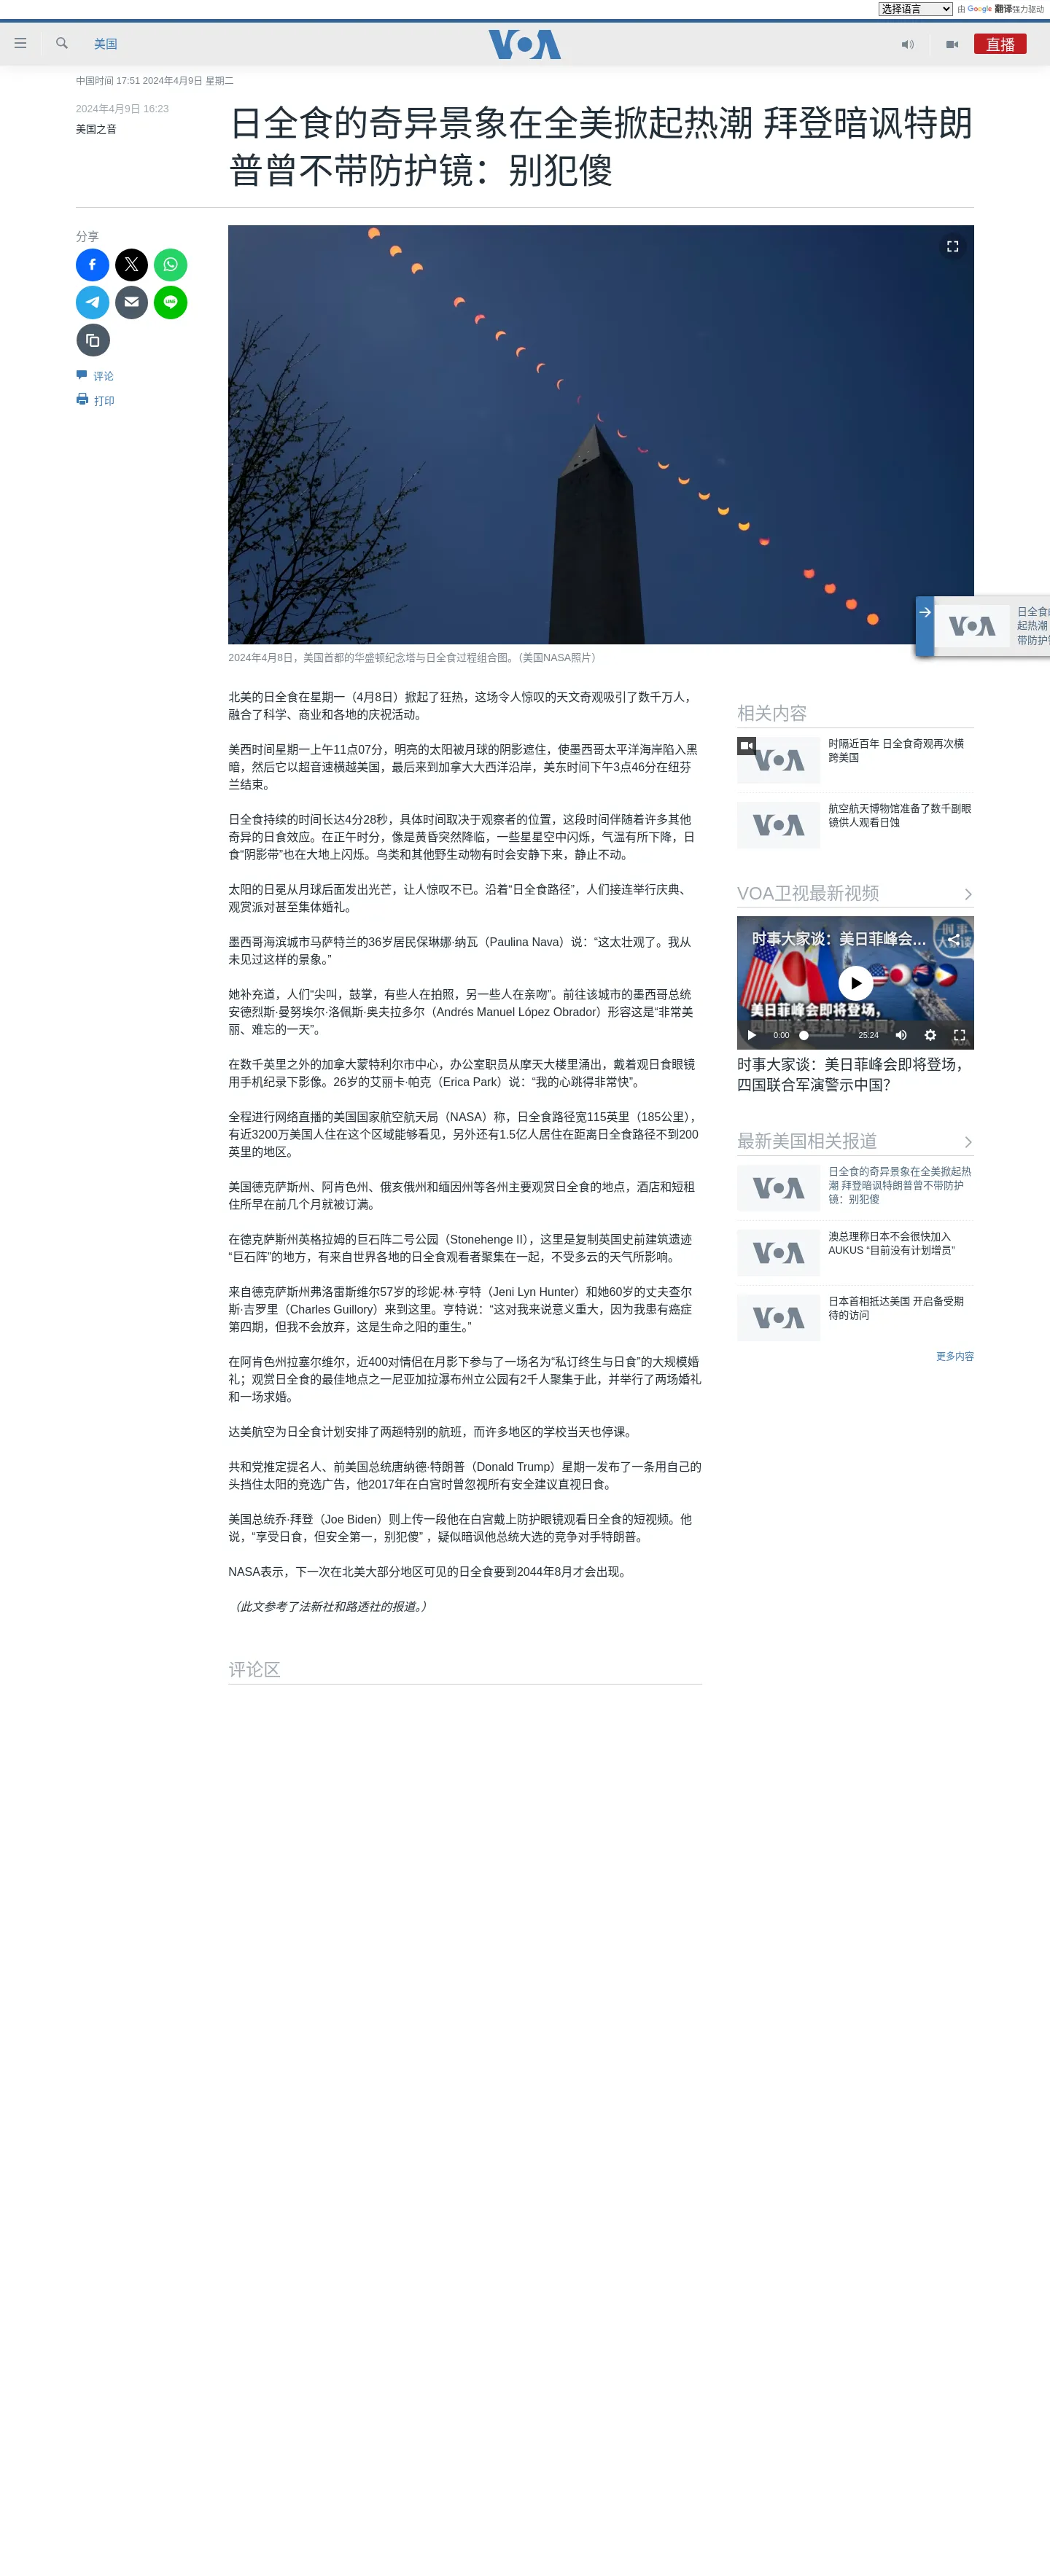 选择语言
由 Google 翻译强力驱动
美国
VOA
直播
中国时间 17:51 2024年4月9日 星期二
2024年4月9日 16:23
美国之音
日全食的奇异景象在全美掀起热潮 拜登暗讽特朗
普曾不带防护镜：别犯傻
分享
LINE
评论
打印
2024年4月8日，美国首都的华盛顿纪念塔与日全食过程组合图。（美国NASA照片）
VOA
日全食的
起热潮
带防护镜
北美的日全食在星期一（4月8日）掀起了狂热，这场令人惊叹的天文奇观吸引了数千万人，
融合了科学、商业和各地的庆祝活动。
美西时间星期一上午11点07分，明亮的太阳被月球的阴影遮住，使墨西哥太平洋海岸陷入黑
暗，然后它以超音速横越美国，最后来到加拿大大西洋沿岸，美东时间下午3点46分在纽芬
兰结束。
日全食持续的时间长达4分28秒，具体时间取决于观察者的位置，这段时间伴随着许多其他
奇异的日食效应。在正午时分，像是黄昏突然降临，一些星星空中闪烁，气温有所下降，日
食“阴影带”也在大地上闪烁。鸟类和其他野生动物有时会安静下来，静止不动。
太阳的日冕从月球后面发出光芒，让人惊叹不已。沿着“日全食路径”，人们接连举行庆典、
观赏派对甚至集体婚礼。
墨西哥海滨城市马萨特兰的36岁居民保琳娜·纳瓦（Paulina Nava）说：“这太壮观了。我从
未见过这样的景象。”
她补充道，人们“尖叫，鼓掌，有些人在拍照，另一些人在亲吻”。前往该城市的墨西哥总统
安德烈斯·曼努埃尔·洛佩斯·奥夫拉多尔（Andrés Manuel López Obrador）形容这是“非常美
丽、难忘的一天”。
在数千英里之外的加拿大蒙特利尔市中心，办公室职员从摩天大楼里涌出，戴着观日食眼镜
用手机纪录下影像。26岁的艾丽卡·帕克（Erica Park）说：“我的心跳得非常快”。
全程进行网络直播的美国国家航空航天局（NASA）称，日全食路径宽115英里（185公里），
有近3200万美国人住在这个区域能够看见，另外还有1.5亿人居住在距离日全食路径不到200
英里的地区。
美国德克萨斯州、阿肯色州、俄亥俄州和缅因州等各州主要观赏日全食的地点，酒店和短租
住所早在前几个月就被订满。
在德克萨斯州英格拉姆的巨石阵二号公园（Stonehenge II），这里是复制英国史前建筑遗迹
“巨石阵”的地方，有来自世界各地的日全食观看者聚集在一起，不受多云的天气所影响。
来自德克萨斯州弗洛雷斯维尔57岁的珍妮·林·亨特（Jeni Lyn Hunter）和她60岁的丈夫查尔
斯·吉罗里（Charles Guillory）来到这里。亨特说：“这对我来说意义重大，因为我患有癌症
第四期，但我不会放弃，这是生命之阳的重生。”
在阿肯色州拉塞尔维尔，近400对情侣在月影下参与了一场名为“私订终生与日食”的大规模婚
礼；观赏日全食的最佳地点之一尼亚加拉瀑布州立公园有2千人聚集于此，并举行了两场婚礼
和一场求婚。
达美航空为日全食计划安排了两趟特别的航班，而许多地区的学校当天也停课。
共和党推定提名人、前美国总统唐纳德·特朗普（Donald Trump）星期一发布了一条用自己的
头挡住太阳的竞选广告，他2017年在白宫时曾忽视所有安全建议直视日食。
美国总统乔·拜登（Joe Biden）则上传一段他在白宫戴上防护眼镜观看日全食的短视频。他
说，“享受日食，但安全第一，别犯傻” ，疑似暗讽他总统大选的竞争对手特朗普。
NASA表示，下一次在北美大部分地区可见的日全食要到2044年8月才会出现。
（此文参考了法新社和路透社的报道。）
评论区
相关内容
VOA
时隔近百年 日全食奇观再次横
跨美国
VOA
航空航天博物馆准备了数千副眼
镜供人观看日蚀
VOA卫视最新视频
时事大家谈：美日菲峰会…
时事
大家谈
美日菲峰会即将登场，
0:00
25:24
时事大家谈：美日菲峰会即将登场，
四国联合军演警示中国？
最新美国相关报道
VOA
日全食的奇异景象在全美掀起热
潮 拜登暗讽特朗普曾不带防护
镜：别犯傻
VOA
澳总理称日本不会很快加入
AUKUS “目前没有计划增员”
VOA
日本首相抵达美国 开启备受期
待的访问
更多内容